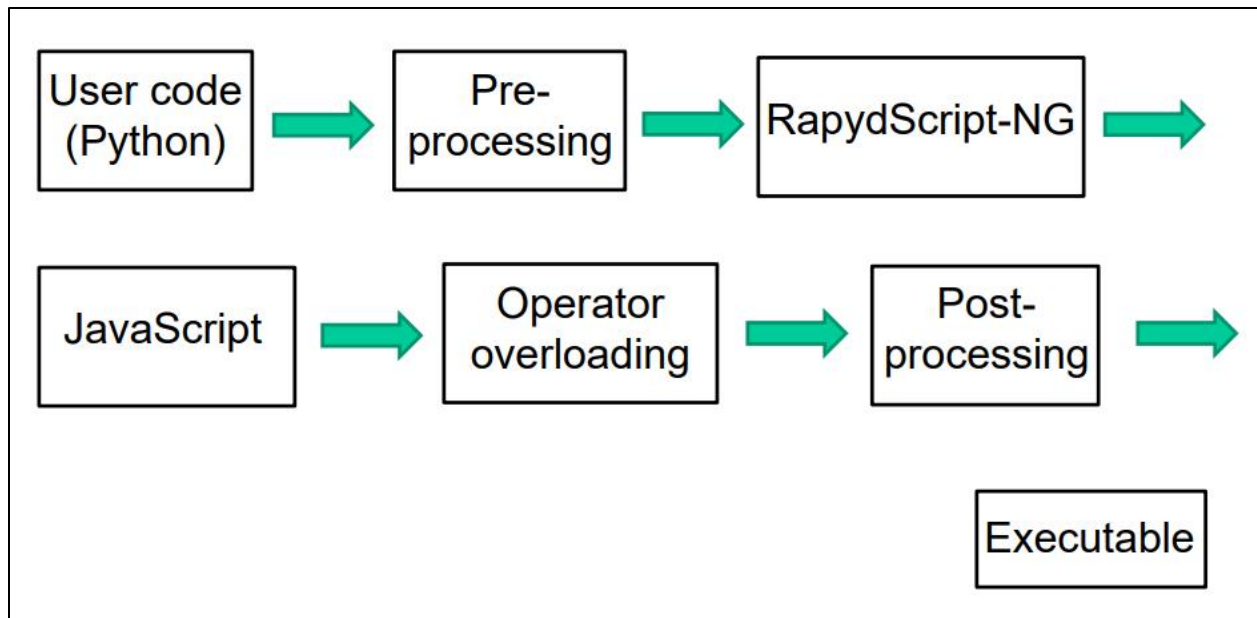 User code
(Python)
Pre-
processing
RapydScript-NG
JavaScript
Operator
overloading
Post-
processing
Executable